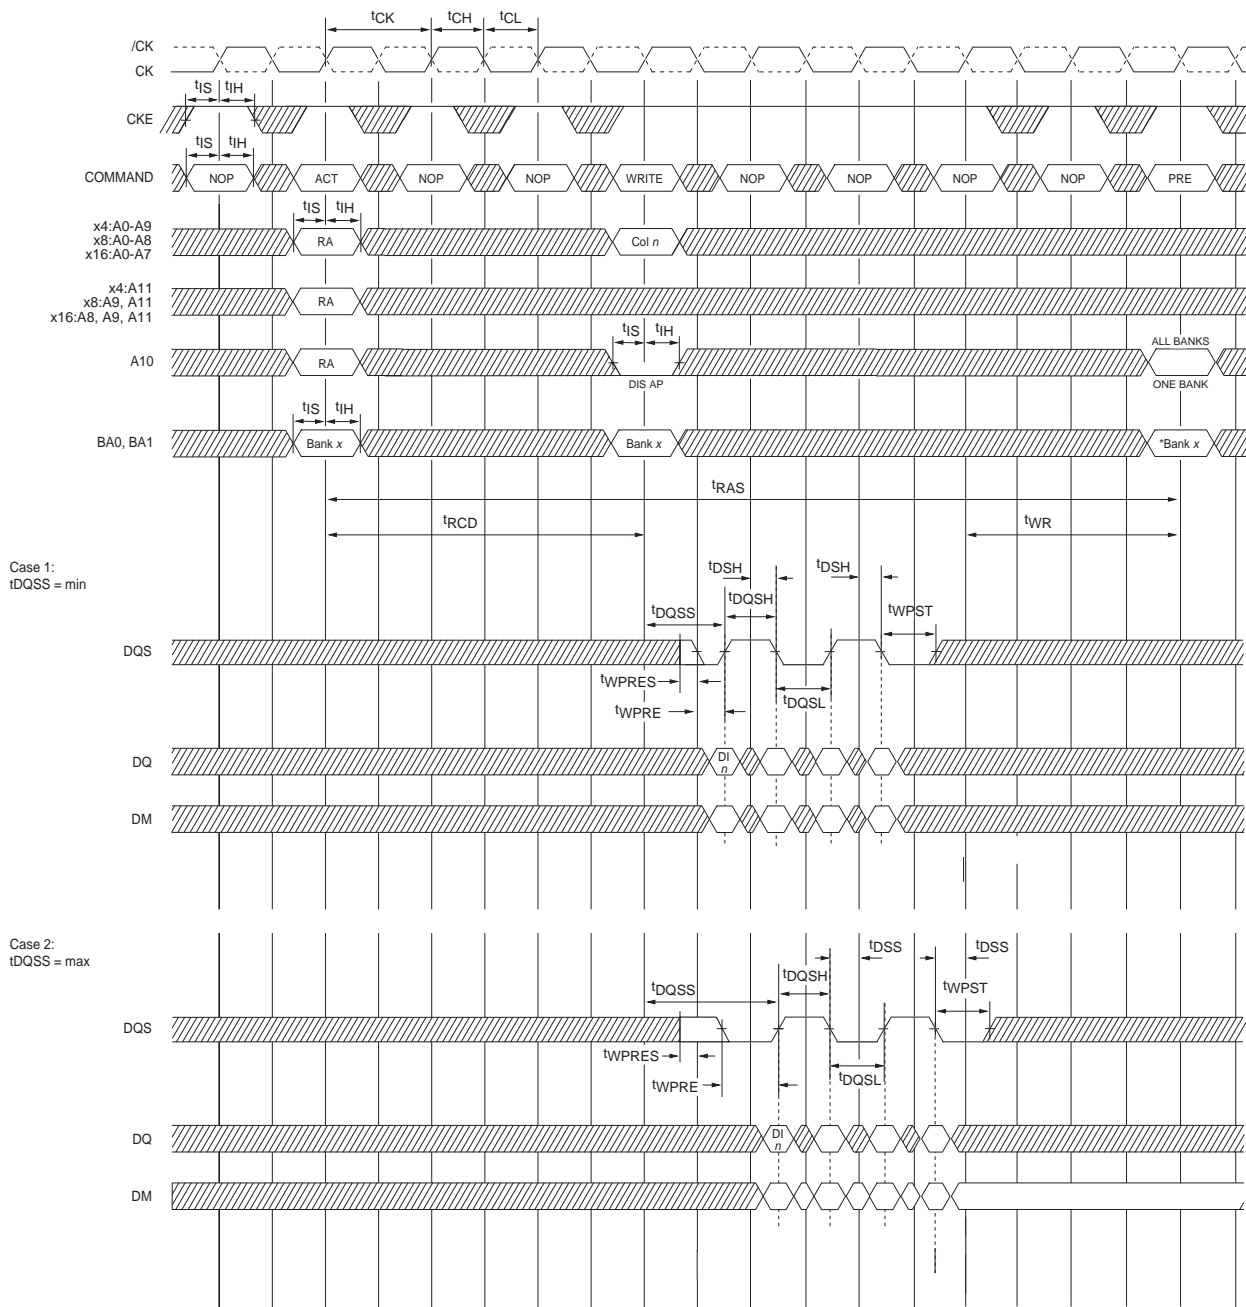 tCK tCH tCL
/CK
CK
tIS tIH
CKE
tIS tIH
COMMAND NOP ACT NOP NOP WRITE NOP NOP NOP NOP PRE
tIS tIH
x4:A0-A9
x8:A0-A8
x16:A0-A7
RA Col n
x4:A11
x8:A9, A11
x16:A8, A9, A11
RA
tIS tIH
ALL BANKS
A10 RA
DIS AP ONE BANK
tIS tIH
BA0, BA1 Bank x Bank x *Bank x
tRAS
tRCD tWR
Case 1:
tDQSS = min
tDSH tDSH
tDQSS tDQSH tWPST
DQS
tWPRES
tDQSL
tWPRE
DQ DI
n
DM
Case 2:
tDQSS = max
tDSS tDSS
tDQSS tDQSH tWPST
DQS
tWPRES
tWPRE tDQSL
DQ DI
n
DM